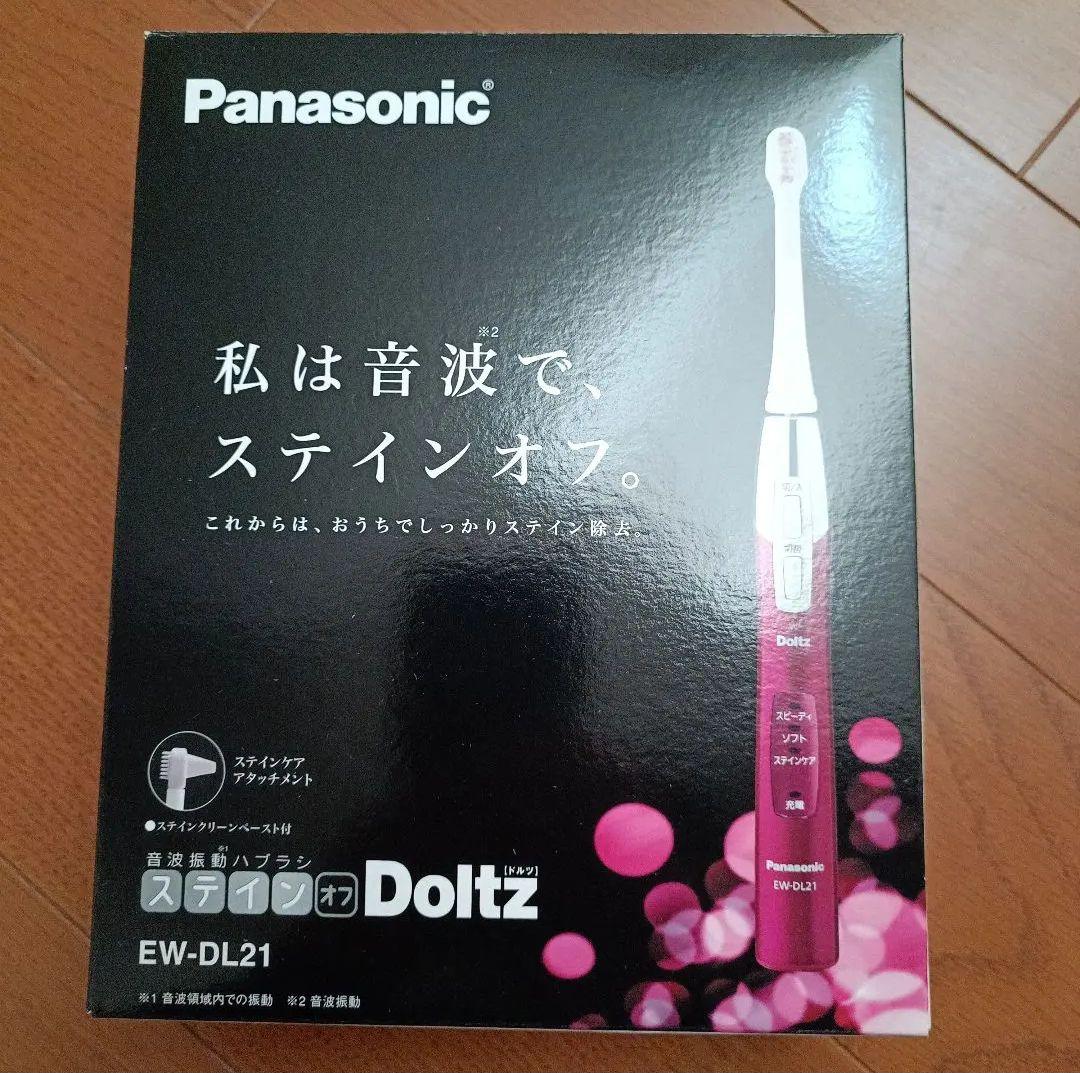 Panasonic®
※2
私は音波で、
ステインオフ。
これからは、おうちでしっかりステイン除去。
切/入
切替
Doltz
スピーディ
ソフト
ステインケア
充電
Panasonic
EW-DL21
ステインケア
アタッチメント
●ステインクリーンペースト付
※1
音波振動ハブラシ
ステインオフ Doltz [ドルツ]
EW-DL21
※1 音波領域内での振動 ※2 音波振動